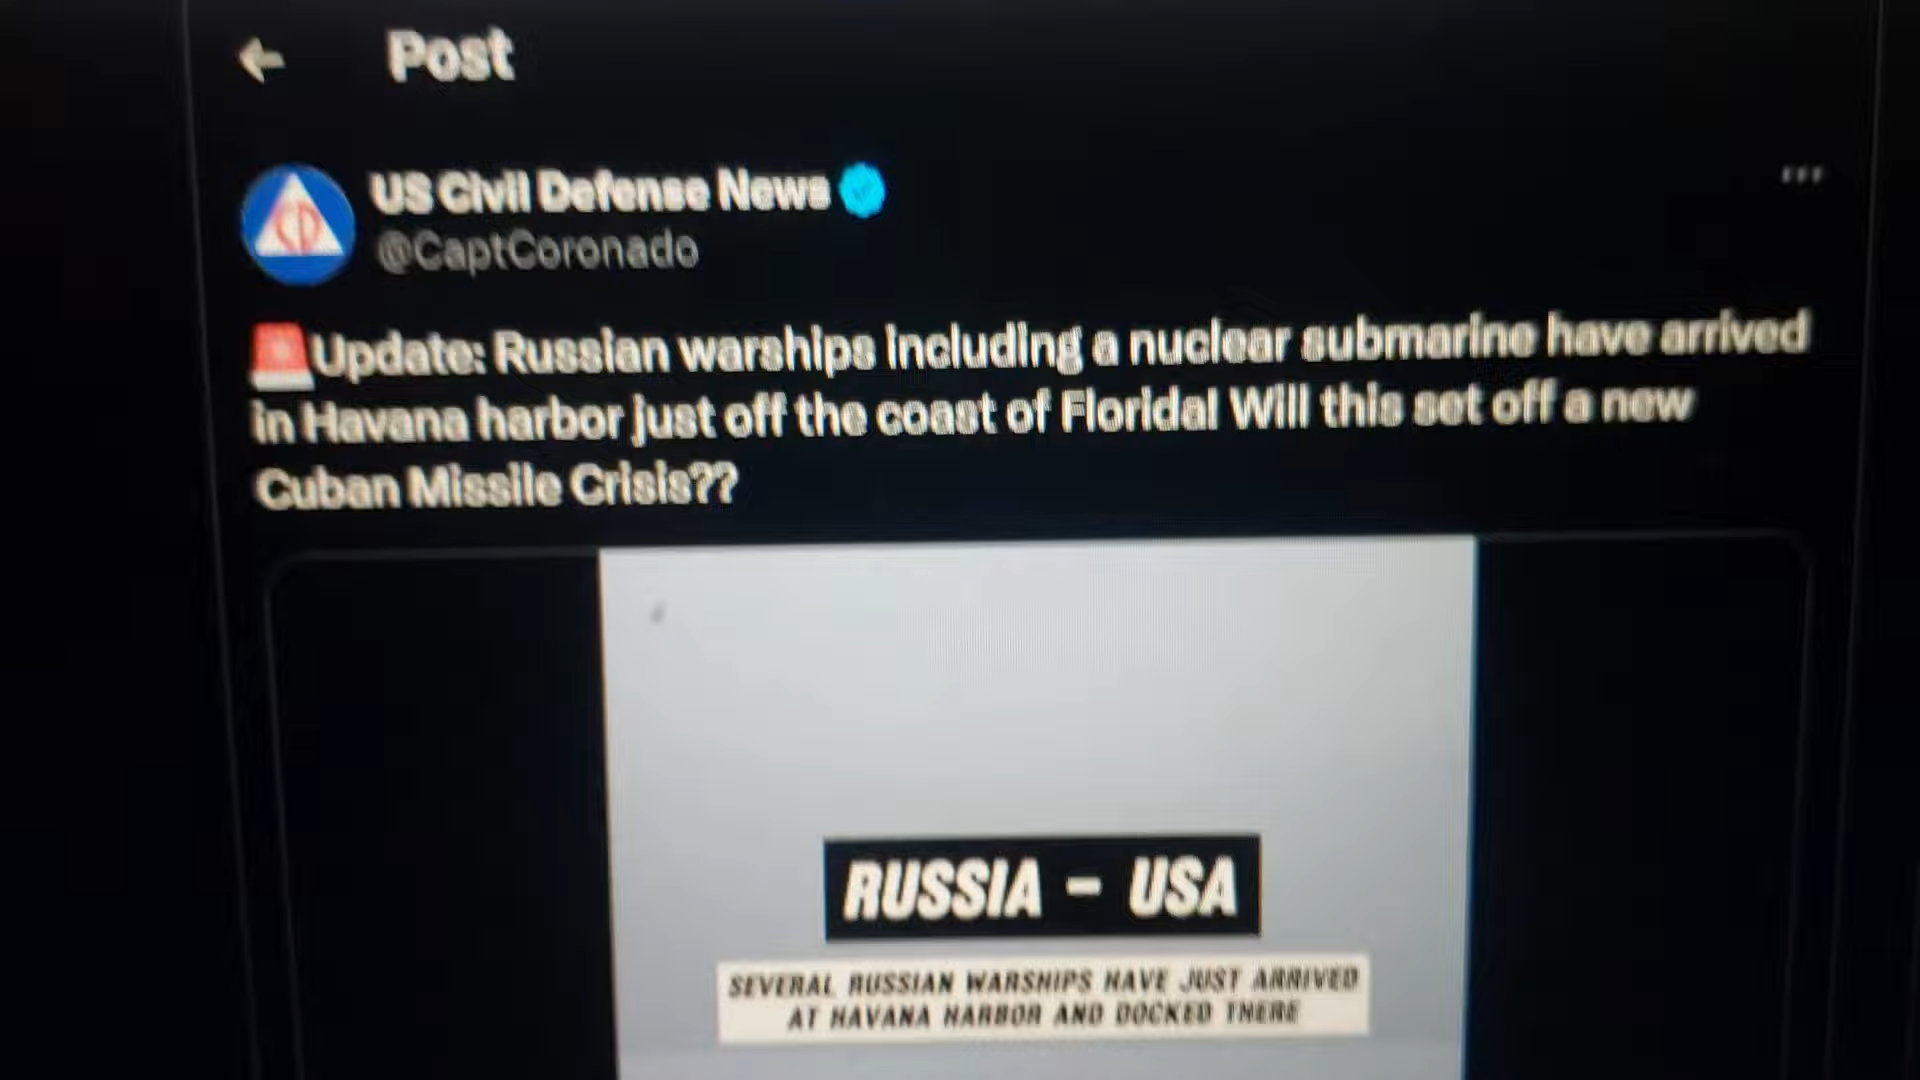 Post
US Civil Defense News
@CaptCoronado
Update: Russian warships including a nuclear submarine have arrived
in Havana harbor just off the coast of Florida! Will this set off a new
Cuban Missile Crisis??
RUSSIA - USA
SEVERAL RUSSIAN WARSHIPS HAVE JUST ARRIVED
AT HAVANA HARBOR AND DOCKED THERE